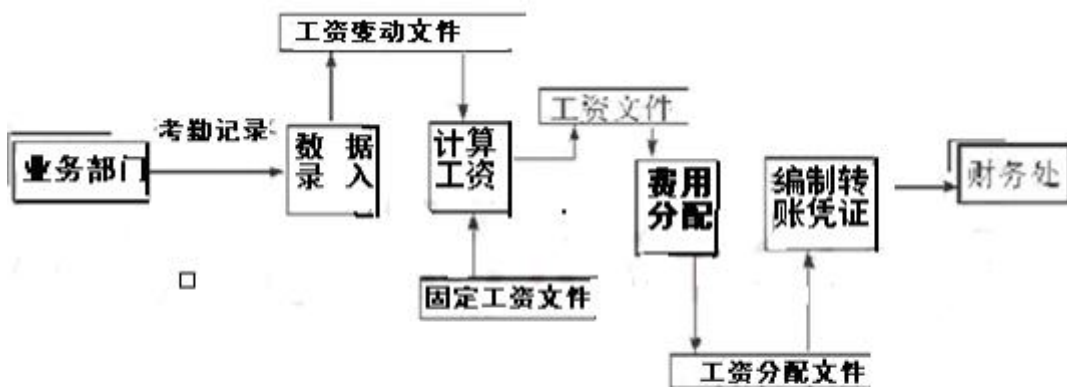 工资变动文件
工资文件
考勤记录
业务部门
数据
录入
计算
工资
费用
分配
编制转
账凭证
财务处
固定工资文件
工资分配文件